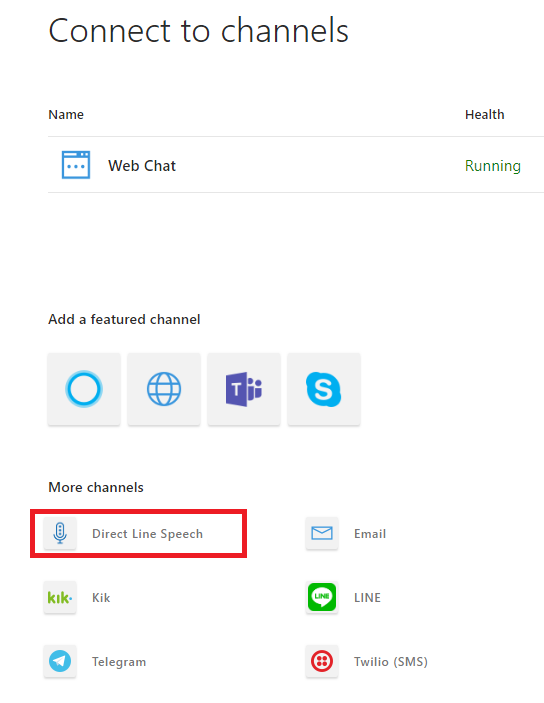 Connect to channels
Name Health
Web Chat Running
Add a featured channel
T S
More channels
Direct Line Speech Email
kik. Kik LINE LINE
Telegram Twilio (SMS)